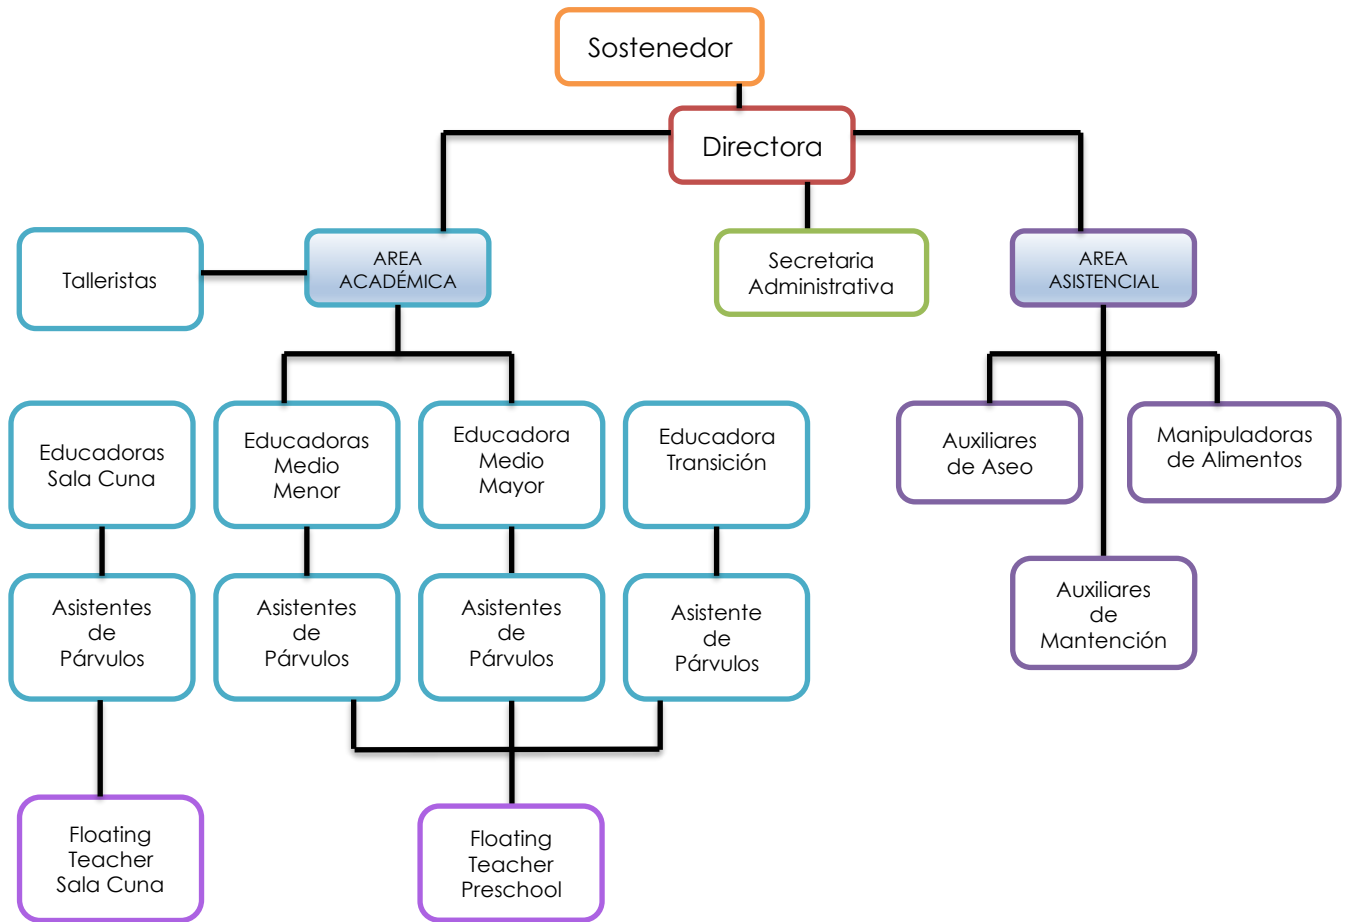 Sostenedor
Directora
Talleristas
AREA
ACADÉMICA
Secretaria
Administrativa
AREA
ASISTENCIAL
Educadoras
Sala Cuna
Educadoras
Medio
Menor
Educadora
Medio
Mayor
Educadora
Transición
Auxiliares
de Aseo
Manipuladoras
de Alimentos
Asistentes
de
Párvulos
Asistentes
de
Párvulos
Asistentes
de
Párvulos
Asistente
de
Párvulos
Auxiliares
de
Mantención
Floating
Teacher
Sala Cuna
Floating
Teacher
Preschool